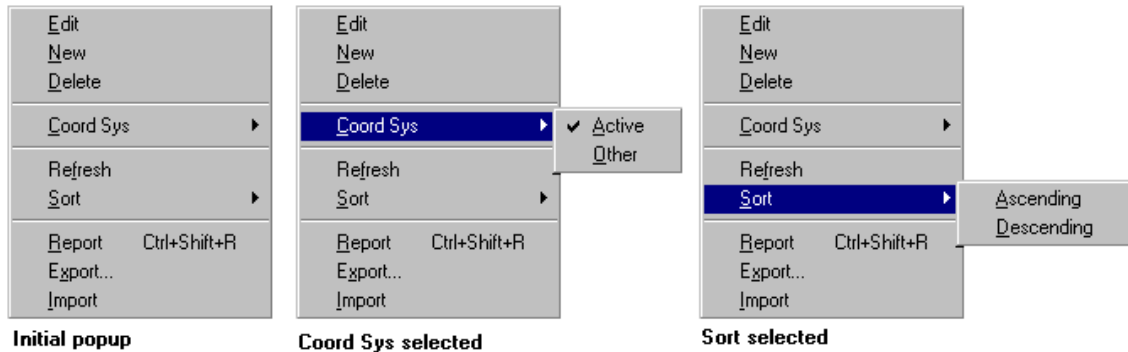 Edit
New
Delete
Coord Sys
Refresh
Sort
Report Ctrl+Shift+R
Export...
Import
Initial popup
Edit
New
Delete
Coord Sys
Active
Other
Refresh
Sort
Report Ctrl+Shift+R
Export...
Import
Coord Sys selected
Edit
New
Delete
Coord Sys
Refresh
Sort
Ascending
Descending
Report Ctrl+Shift+R
Export...
Import
Sort selected